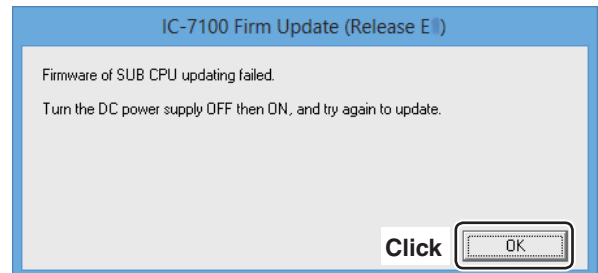 IC-7100 Firm Update (Release E)
Firmware of SUB CPU updating failed.
Turn the DC power supply OFF then ON, and try again to update.
Click OK